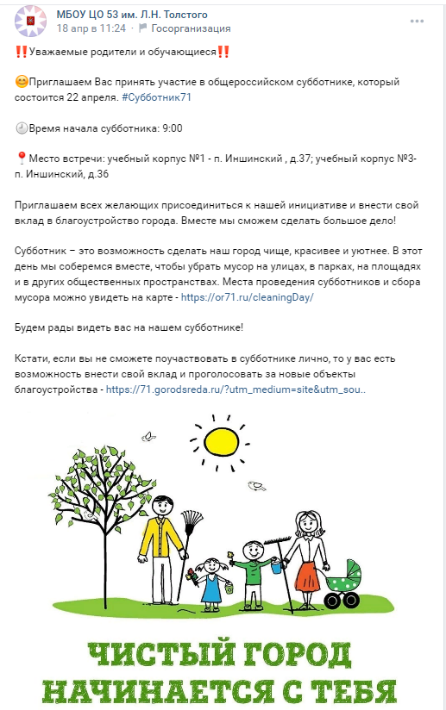 МБОУ ЦО 53 им. Л.Н. Толстого
18 апр в 11:24 · Госорганизация
‼Уважаемые родители и обучающиеся‼
😊Приглашаем Вас принять участие в общероссийском субботнике, который
состоится 22 апреля. #Субботник71
🕘Время начала субботника: 9:00
📍Место встречи: учебный корпус №1 - п. Иншинский , д.37; учебный корпус №3-
п. Иншинский, д.36
Приглашаем всех желающих присоединиться к нашей инициативе и внести свой
вклад в благоустройство города. Вместе мы сможем сделать большое дело!
Субботник – это возможность сделать наш город чище, красивее и уютнее. В этот
день мы соберемся вместе, чтобы убрать мусор на улицах, в парках, на площадях
и в других общественных пространствах. Места проведения субботников и сбора
мусора можно увидеть на карте - https://or71.ru/cleaningDay/
Будем рады видеть вас на нашем субботнике!
Кстати, если вы не сможете поучаствовать в субботнике лично, то у вас есть
возможность внести свой вклад и проголосовать за новые объекты
благоустройства - https://71.gorodsreda.ru/?utm_medium=site&utm_sou..
ЧИСТЫЙ ГОРОД
НАЧИНАЕТСЯ С ТЕБЯ